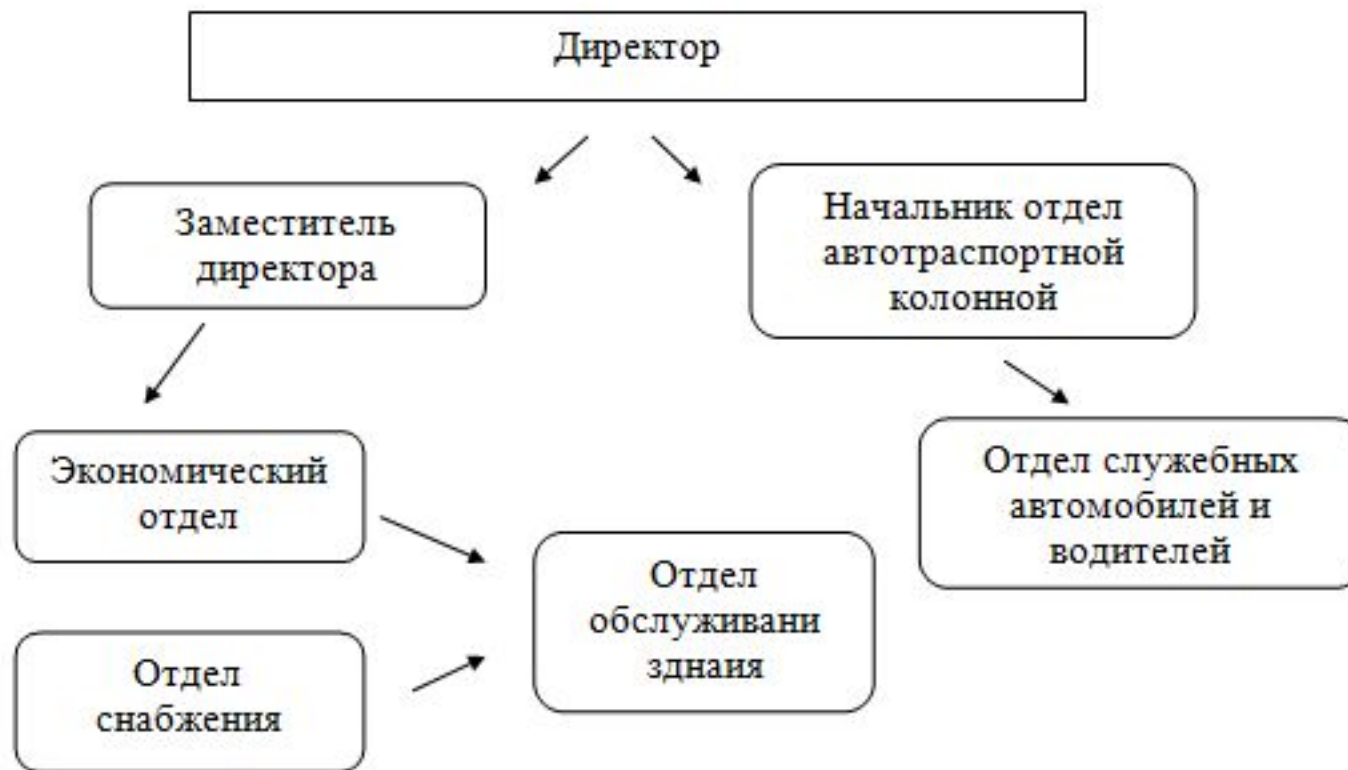 Директор
Заместитель
директора
Начальник отдел
автотраспортной
колонной
Экономический
отдел
Отдел служебных
автомобилей и
водителей
Отдел
обслуживани
зднаия
Отдел
снабжения